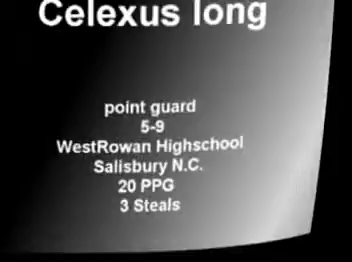 Celexus long
point guard
5-9
WestRowan Highschool
Salisbury N.C.
20 PPG
3 Steals